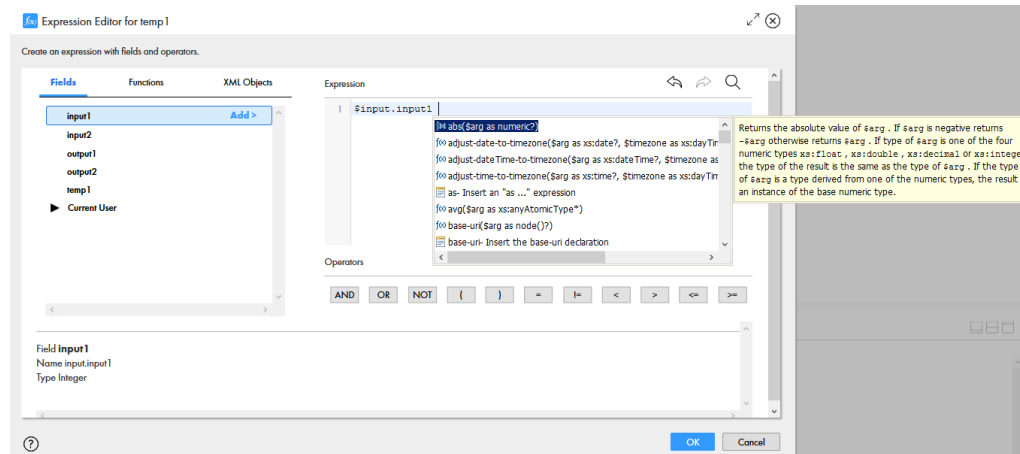 fxx Expression Editor for temp1
Create an expression with fields and operators.
Fields Functions XML Objects
input1 Add >
input2
output1
output2
temp1
Current User
Expression
1 $input.input1
f(x) abs($arg as numeric?)
f(x) adjust-date-to-timezone($arg as xs:date?, $timezone as xs:dayTin
f(x) adjust-dateTime-to-timezone($arg as xs:dateTime?, $timezone as
f(x) adjust-time-to-timezone($arg as xs:time?, $timezone as xs:dayTin
as- Insert an "as ..." expression
f(x) avg($arg as xs:anyAtomicType*)
f(x) base-uri($arg as node()?)
base-uri- Insert the base-uri declaration
Returns the absolute value of $arg . If $arg is negative returns
-$arg otherwise returns $arg . If type of $arg is one of the four
numeric types xs:float , xs:double , xs:decimal or xs:intege
the type of the result is the same as the type of $arg . If the type
of $arg is a type derived from one of the numeric types, the result
an instance of the base numeric type.
Operators
AND OR NOT ( ) = != < > <= >=
Field input1
Name input.input1
Type Integer
? OK Cancel